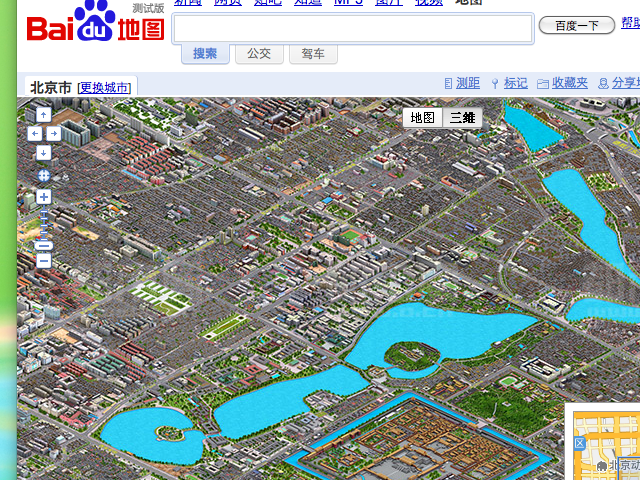 新闻 网页 贴吧 知道 MP3 图片 视频 地图
Bai du 地图 测试版
百度一下 帮助
搜索 公交 驾车
北京市 [更换城市]
测距 标记 收藏夹 分享
地图 三维
区
北京动